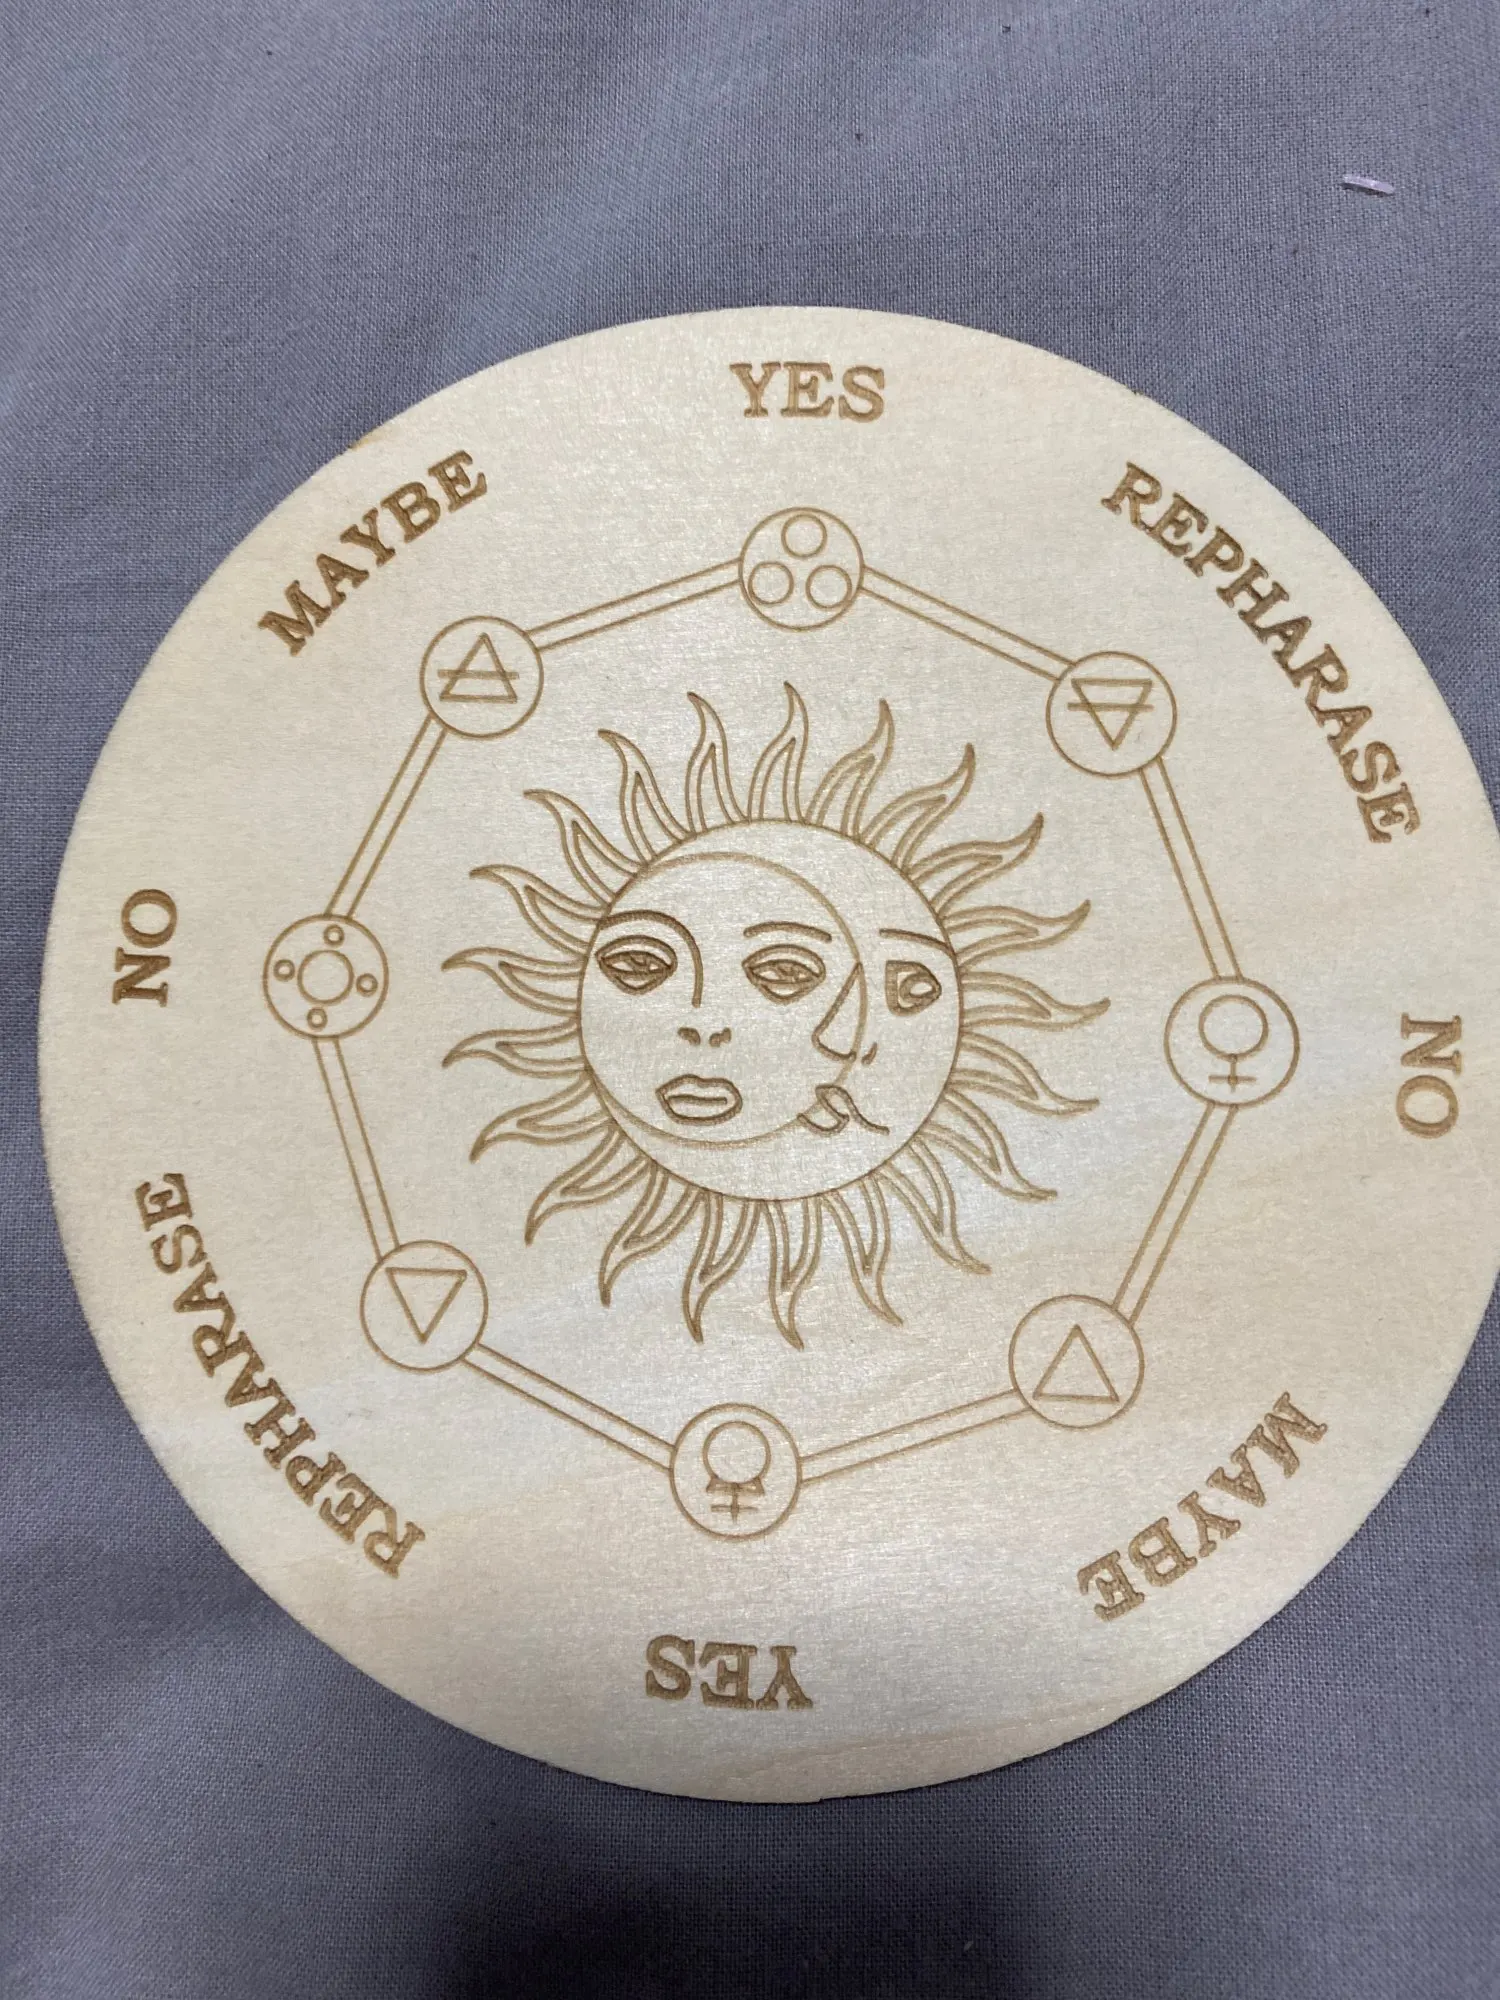 YES
REPHARASE
NO
MAYBE
YES
REPHARASE
NO
MAYBE